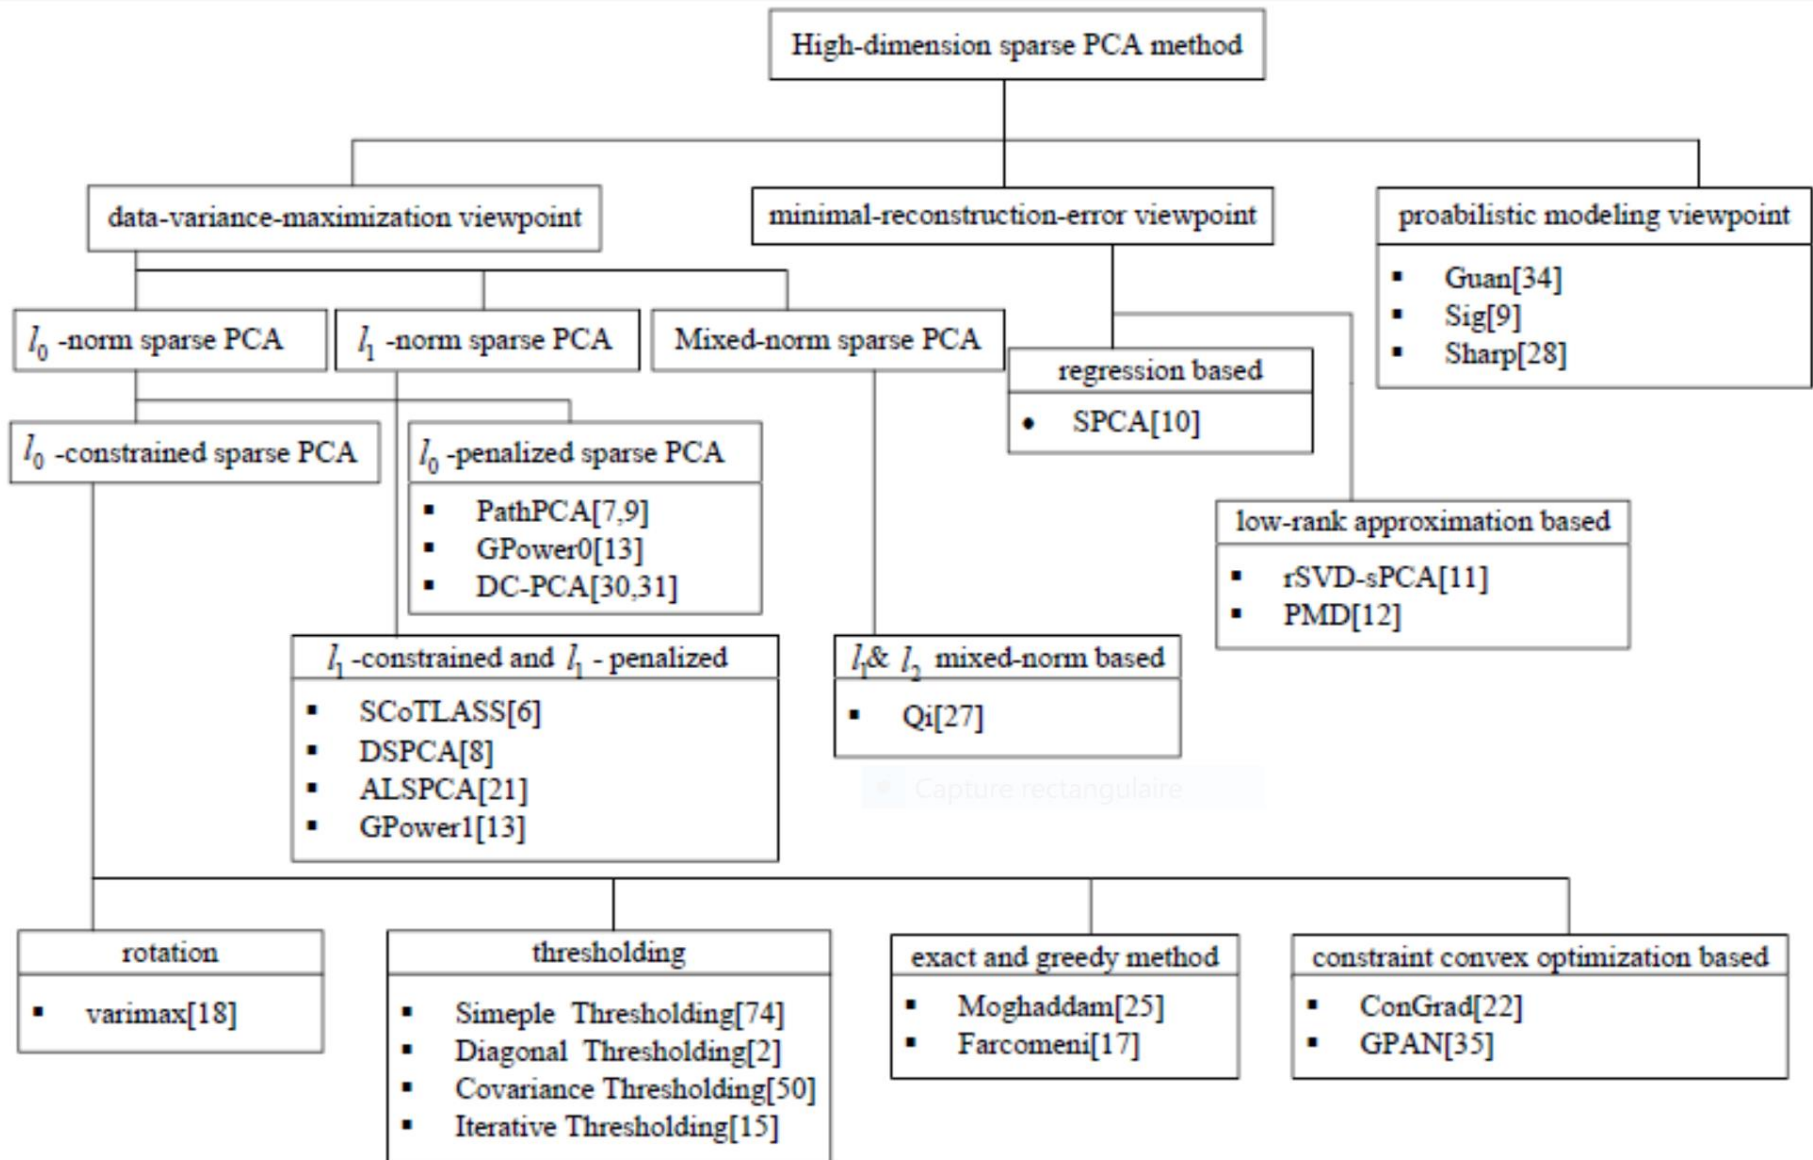 High-dimension sparse PCA method
data-variance-maximization viewpoint
minimal-reconstruction-error viewpoint
proabilistic modeling viewpoint
▪ Guan[34]
▪ Sig[9]
▪ Sharp[28]
l0 -norm sparse PCA
l1 -norm sparse PCA
Mixed-norm sparse PCA
regression based
• SPCA[10]
l0 -constrained sparse PCA
l0 -penalized sparse PCA
▪ PathPCA[7,9]
▪ GPower0[13]
▪ DC-PCA[30,31]
low-rank approximation based
▪ rSVD-sPCA[11]
▪ PMD[12]
l1 -constrained and l1 - penalized
▪ SCoTLASS[6]
▪ DSPCA[8]
▪ ALSPCA[21]
▪ GPower1[13]
l1& l2 mixed-norm based
▪ Qi[27]
Capture rectangulaire
rotation
▪ varimax[18]
thresholding
▪ Simeple Thresholding[74]
▪ Diagonal Thresholding[2]
▪ Covariance Thresholding[50]
▪ Iterative Thresholding[15]
exact and greedy method
▪ Moghaddam[25]
▪ Farcomeni[17]
constraint convex optimization based
▪ ConGrad[22]
▪ GPAN[35]